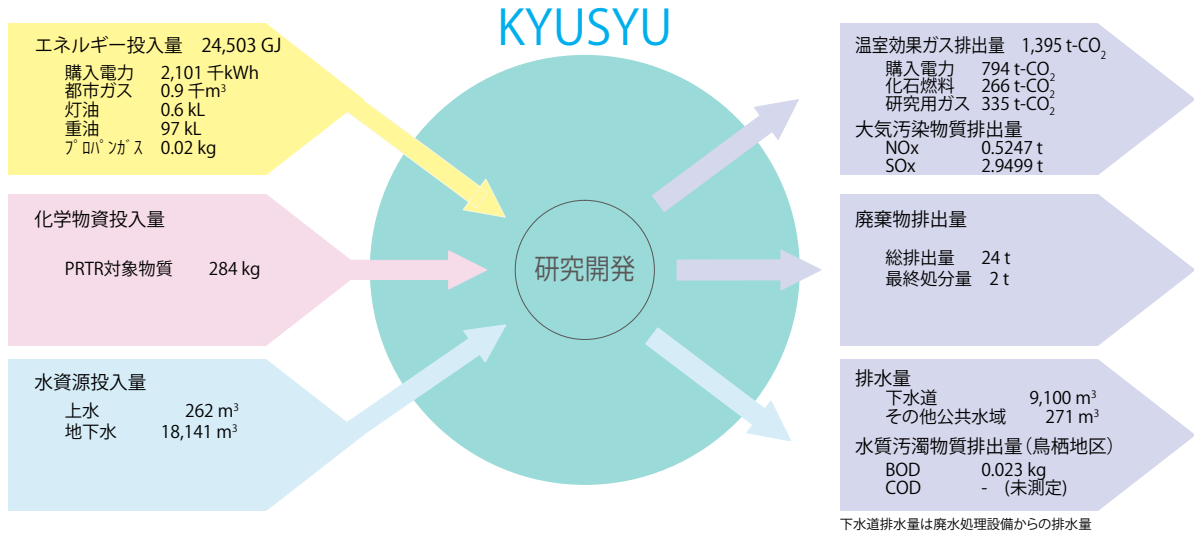 KYUSYU
エネルギー投入量 24,503 GJ
購入電力 2,101 千kWh
都市ガス 0.9 千m³
灯油 0.6 kL
重油 97 kL
プロパンガス 0.02 kg
化学物資投入量
PRTR対象物質 284 kg
水資源投入量
上水 262 m³
地下水 18,141 m³
研究開発
温室効果ガス排出量 1,395 t-CO₂
購入電力 794 t-CO₂
化石燃料 266 t-CO₂
研究用ガス 335 t-CO₂
大気汚染物質排出量
NOx 0.5247 t
SOx 2.9499 t
廃棄物排出量
総排出量 24 t
最終処分量 2 t
排水量
下水道 9,100 m³
その他公共水域 271 m³
水質汚濁物質排出量（鳥栖地区）
BOD 0.023 kg
COD - (未測定)
下水道排水量は廃水処理設備からの排水量